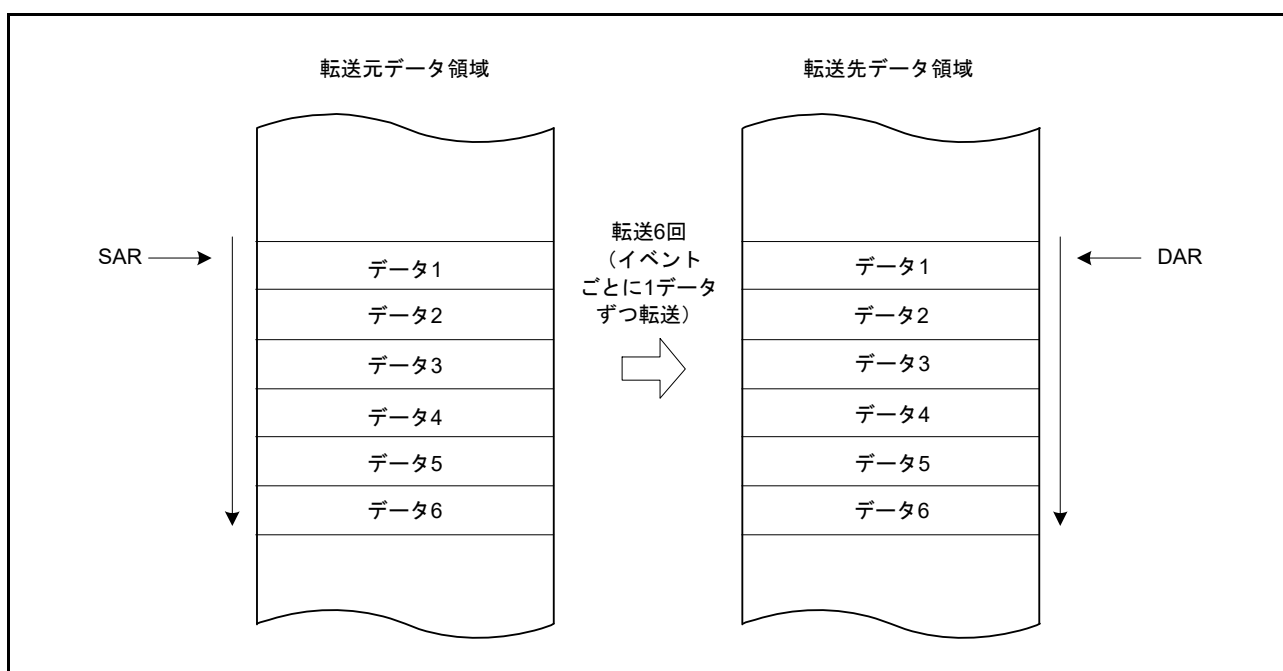 転送元データ領域
転送先データ領域
SAR
データ1
データ2
データ3
データ4
データ5
データ6
転送6回
（イベント
ごとに1データ
ずつ転送）
データ1
データ2
データ3
データ4
データ5
データ6
DAR